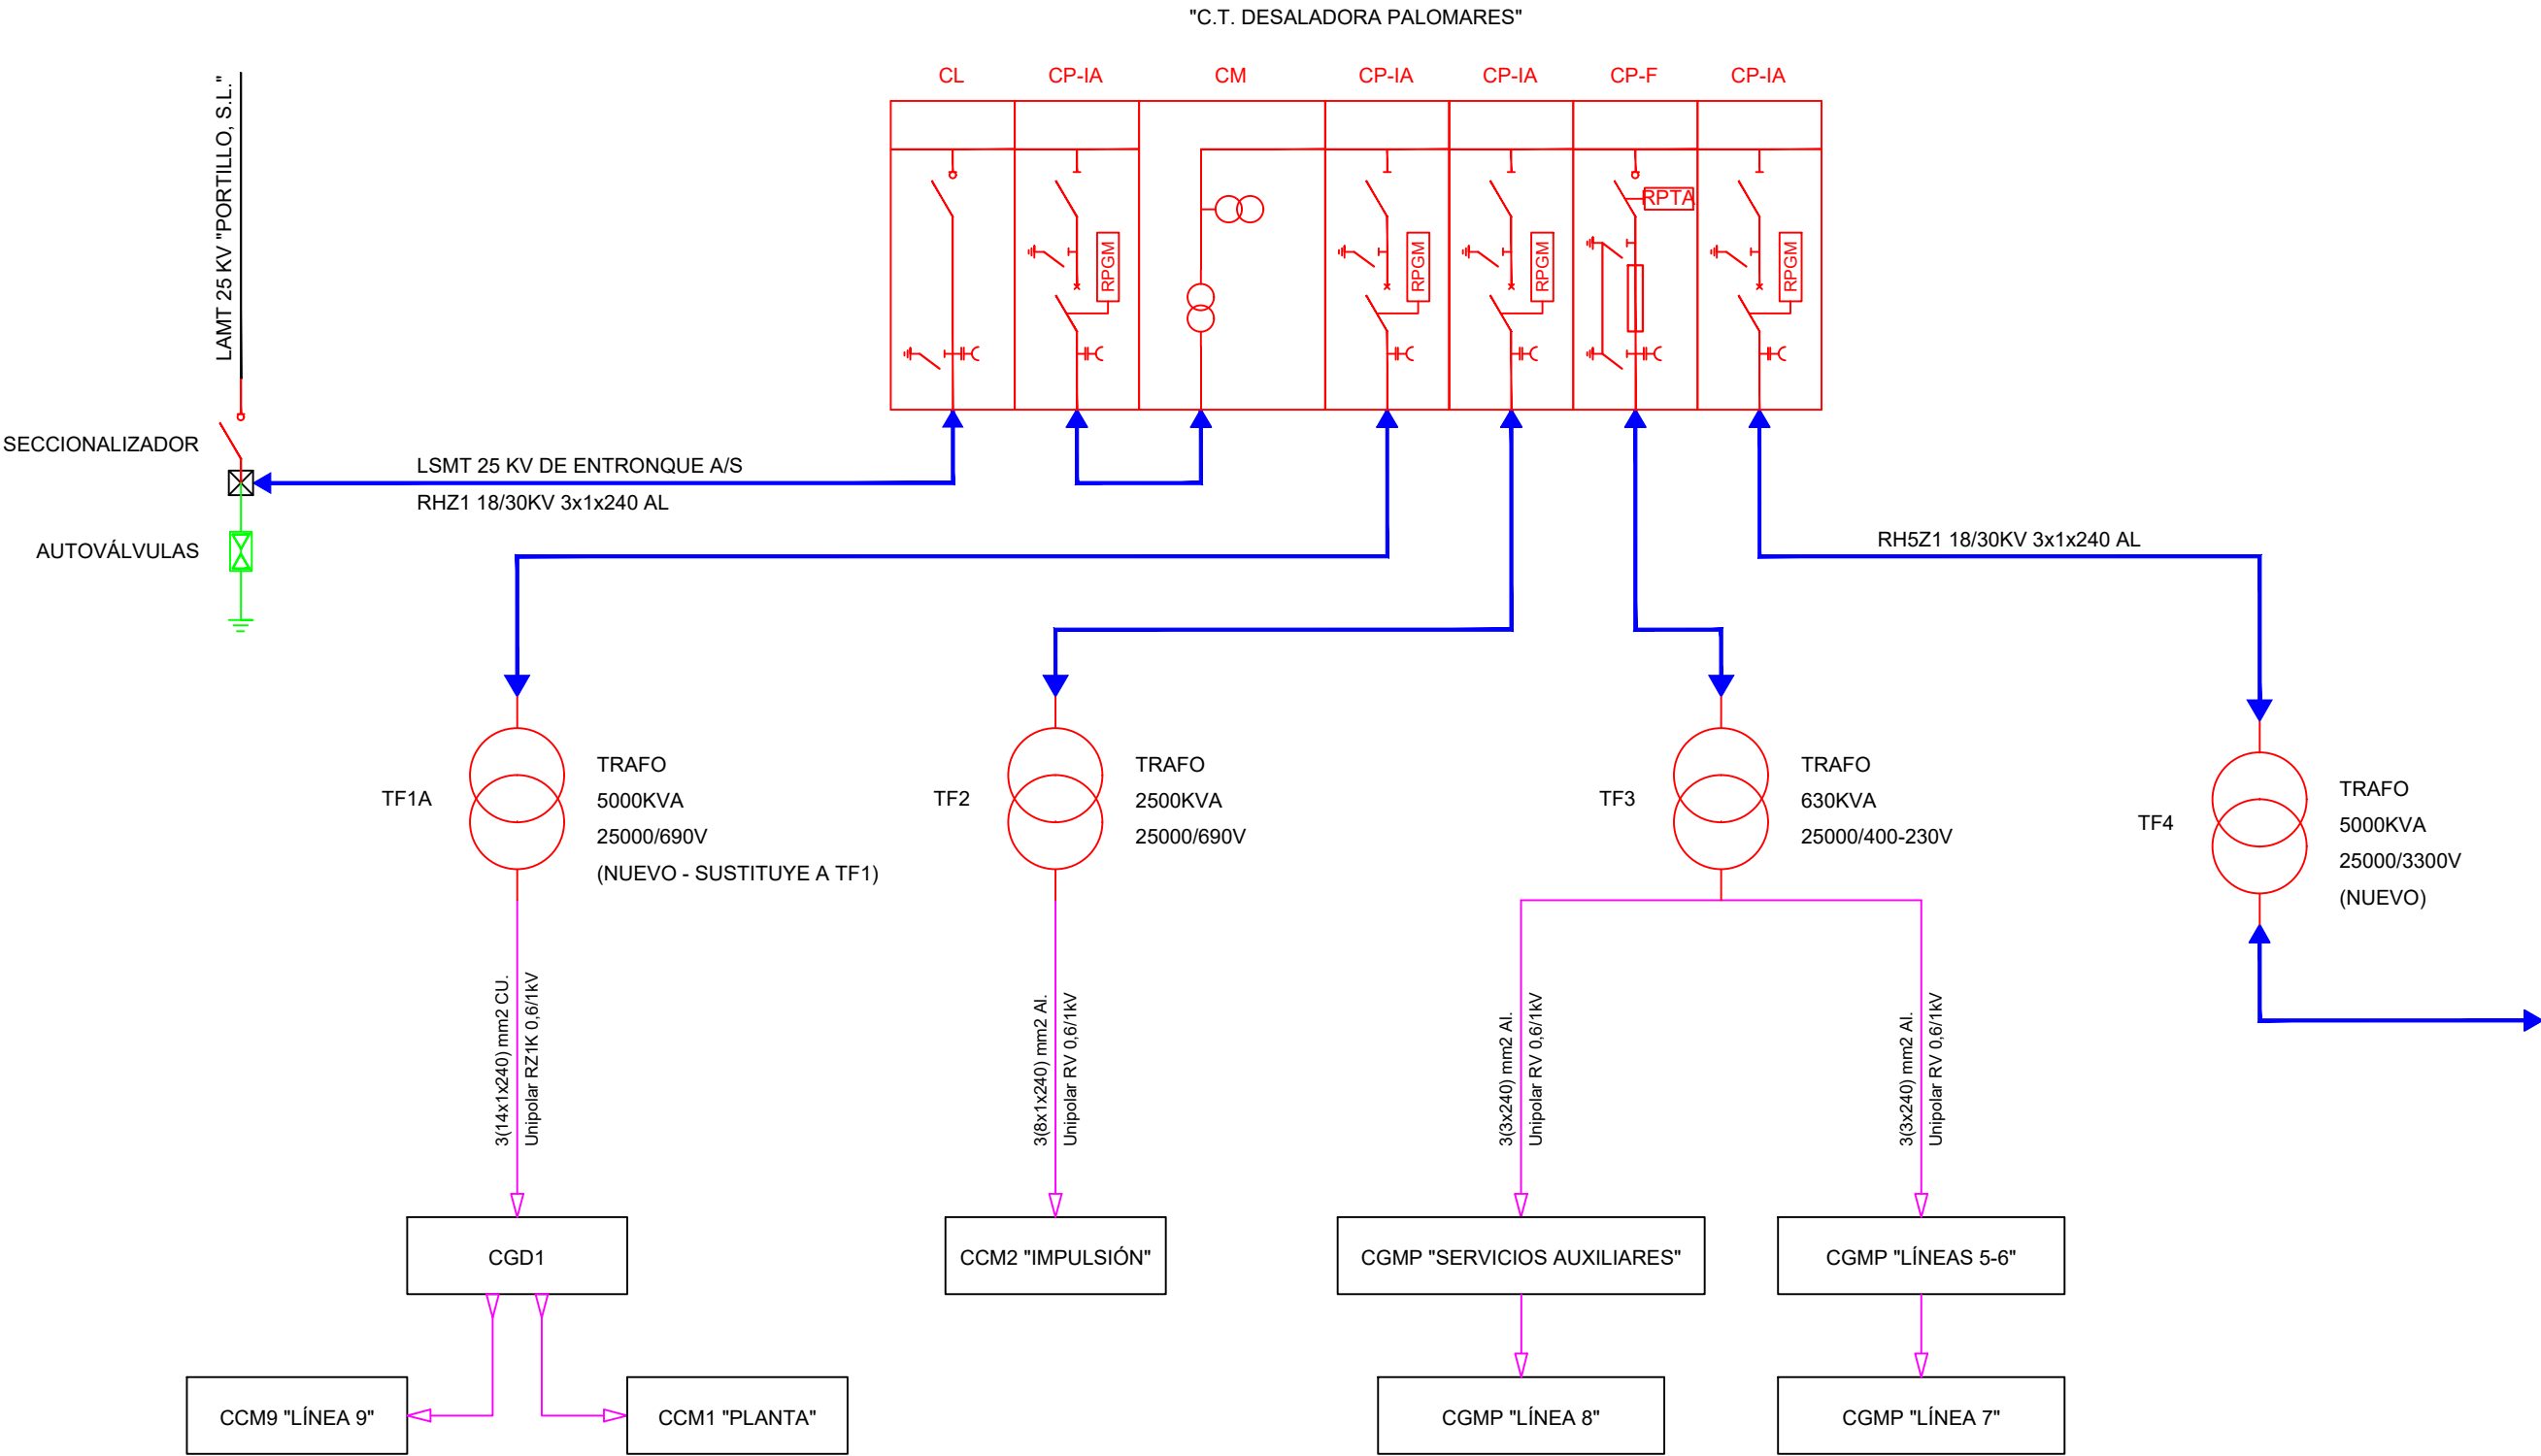 "C.T. DESALADORA PALOMARES"
CL
CP-IA
CM
CP-IA
CP-IA
CP-F
CP-IA
LAMT 25 KV "PORTILLO, S.L."
RPTA
RPGM
RPGM
RPGM
RPGM
SECCIONALIZADOR
LSMT 25 KV DE ENTRONQUE A/S
RHZ1 18/30KV 3x1x240 AL
AUTOVÁLVULAS
RH5Z1 18/30KV 3x1x240 AL
TF1A
TRAFO
5000KVA
25000/690V
(NUEVO - SUSTITUYE A TF1)
TF2
TRAFO
2500KVA
25000/690V
TF3
TRAFO
630KVA
25000/400-230V
TF4
TRAFO
5000KVA
25000/3300V
(NUEVO)
3(14x1x240) mm2 CU.
Unipolar RZ1K 0,6/1kV
3(8x1x240) mm2 Al.
Unipolar RV 0,6/1kV
3(3x240) mm2 Al.
Unipolar RV 0,6/1kV
3(3x240) mm2 Al.
Unipolar RV 0,6/1kV
CGD1
CCM2 "IMPULSIÓN"
CGMP "SERVICIOS AUXILIARES"
CGMP "LÍNEAS 5-6"
CCM9 "LÍNEA 9"
CCM1 "PLANTA"
CGMP "LÍNEA 8"
CGMP "LÍNEA 7"